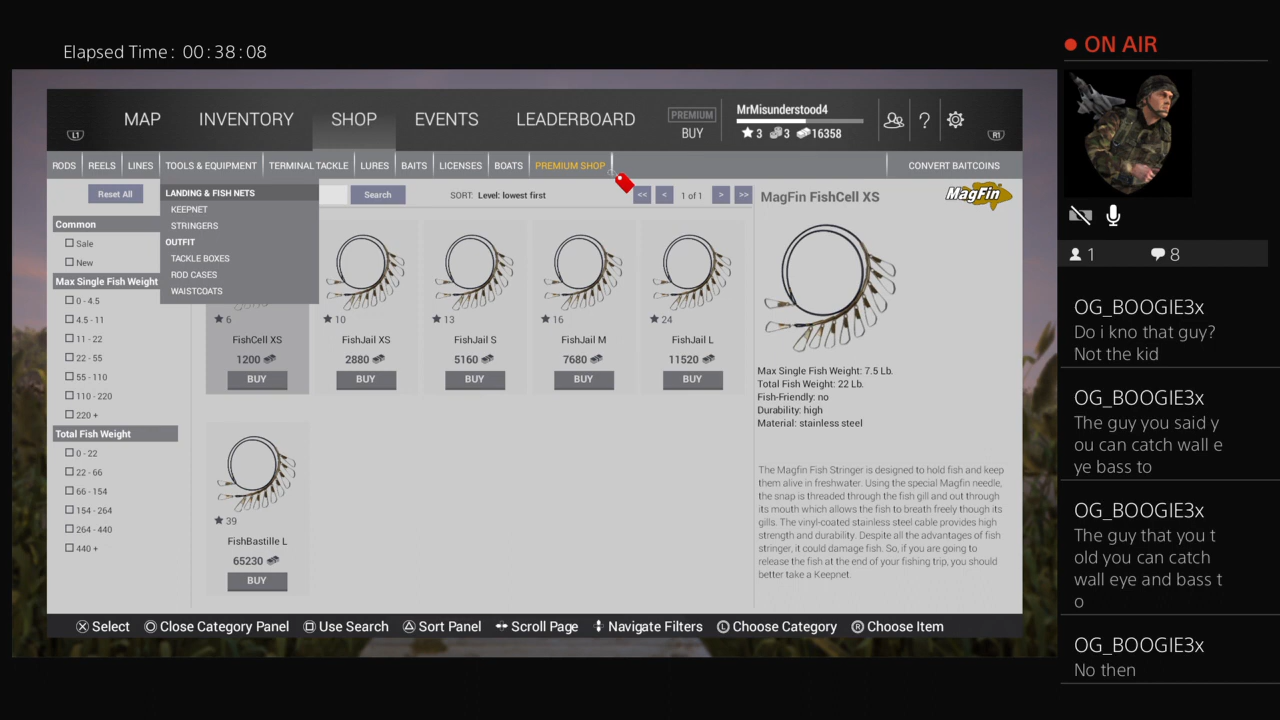 Elapsed Time: 00:38:08
ON AIR
L1
MAP
INVENTORY
SHOP
EVENTS
LEADERBOARD
PREMIUM
BUY
MrMisunderstood4
3 3 16358
?
R1
RODS
REELS
LINES
TOOLS & EQUIPMENT
TERMINAL TACKLE
LURES
BAITS
LICENSES
BOATS
PREMIUM SHOP
CONVERT BAITCOINS
Reset All
LANDING & FISH NETS
KEEPNET
STRINGERS
OUTFIT
TACKLE BOXES
ROD CASES
WAISTCOATS
Search
SORT: Level: lowest first
<<
<
1 of 1
>
>>
Common
Sale
New
Max Single Fish Weight
0 - 4.5
4.5 - 11
11 - 22
22 - 55
55 - 110
110 - 220
220 +
Total Fish Weight
0 - 22
22 - 66
66 - 154
154 - 264
264 - 440
440 +
6
FishCell XS
1200
BUY
10
FishJail XS
2880
BUY
13
FishJail S
5160
BUY
16
FishJail M
7680
BUY
24
FishJail L
11520
BUY
39
FishBastille L
65230
BUY
MagFin FishCell XS
MagFin
Max Single Fish Weight: 7.5 Lb.
Total Fish Weight: 22 Lb.
Fish-Friendly: no
Durability: high
Material: stainless steel
The Magfin Fish Stringer is designed to hold fish and keep
them alive in freshwater. Using the special Magfin needle,
the snap is threaded through the fish gill and out through
its mouth which allows the fish to breath freely though its
gills. The vinyl-coated stainless steel cable provides high
strength and durability. Despite all the advantages of fish
stringer, it could damage fish. So, if you are going to
release the fish at the end of your fishing trip, you should
better take a Keepnet.
Select
Close Category Panel
Use Search
Sort Panel
Scroll Page
Navigate Filters
L Choose Category
R Choose Item
1
8
OG_BOOGIE3x
Do i kno that guy?
Not the kid
OG_BOOGIE3x
The guy you said y
ou can catch wall e
ye bass to
OG_BOOGIE3x
The guy that you t
old you can catch
wall eye and bass t
o
OG_BOOGIE3x
No then